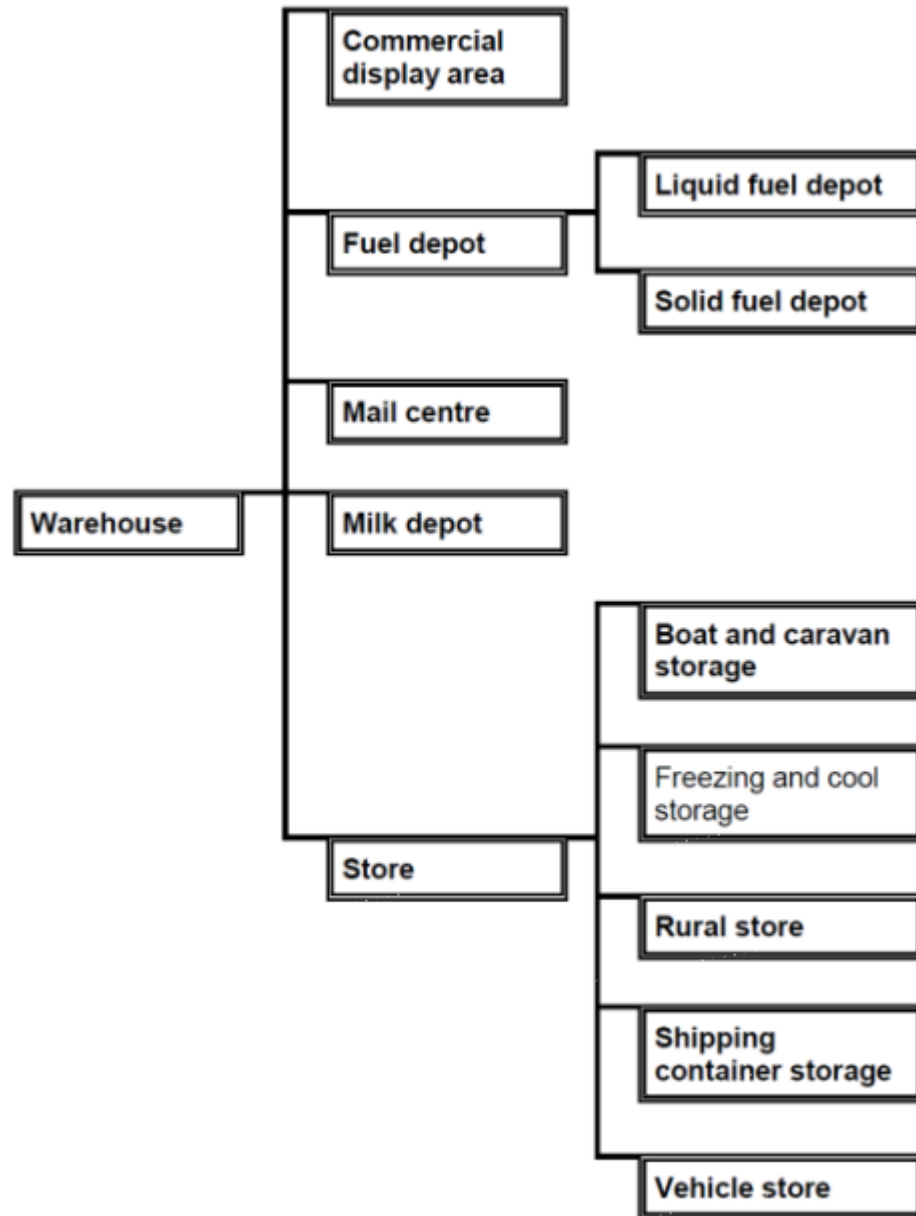 Commercial
display area
Liquid fuel depot
Fuel depot
Solid fuel depot
Mail centre
Warehouse
Milk depot
Boat and caravan
storage
Freezing and cool
storage
Store
Rural store
Shipping
container storage
Vehicle store